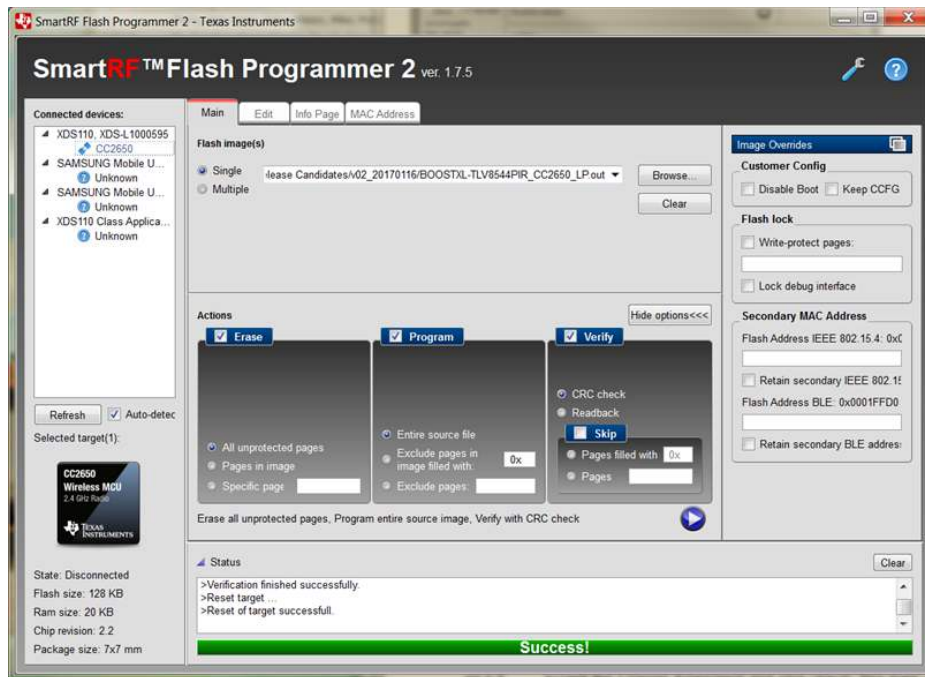 SmartRF Flash Programmer 2 - Texas Instruments
SmartRF™Flash Programmer 2 ver. 1.7.5
Connected devices:
XDS110, XDS-L1000595
CC2650
SAMSUNG Mobile U...
Unknown
SAMSUNG Mobile U...
Unknown
XDS110 Class Applica...
Unknown
Refresh
Auto-detec
Selected target(1):
CC2650
Wireless MCU
2.4 GHz Radio
TEXAS
INSTRUMENTS
State: Disconnected
Flash size: 128 KB
Ram size: 20 KB
Chip revision: 2.2
Package size: 7x7 mm
Main
Edit
Info Page
MAC Address
Flash image(s)
Single
lease Candidates/v02_20170116/BOOSTXL-TLV8544PIR_CC2650_LP.out
Browse...
Multiple
Clear
Actions
Hide options<<<
Erase
All unprotected pages
Pages in image
Specific page
Program
Entire source file
Exclude pages in
image filled with:
0x
Exclude pages:
Verify
CRC check
Readback
Skip
Pages filled with
0x
Pages
Erase all unprotected pages, Program entire source image, Verify with CRC check
Image Overrides
Customer Config
Disable Boot
Keep CCFG
Flash lock
Write-protect pages:
Lock debug interface
Secondary MAC Address
Flash Address IEEE 802.15.4: 0x
Retain secondary IEEE 802.1
Flash Address BLE: 0x0001FFD0
Retain secondary BLE addres
Status
Clear
>Verification finished successfully.
>Reset target ...
>Reset of target successfull.
Success!